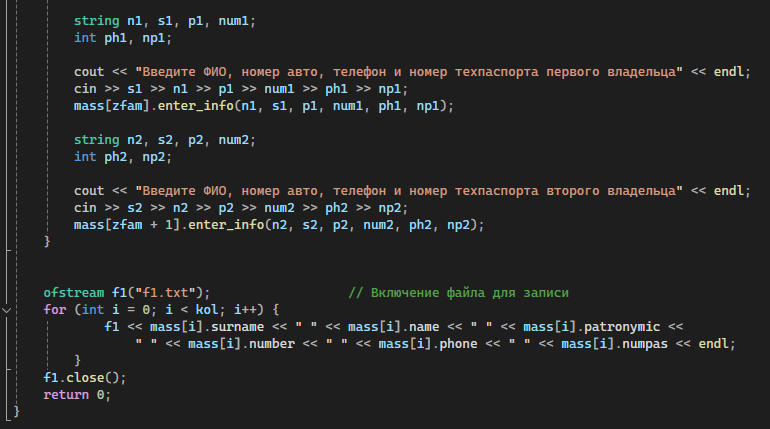 string n1, s1, p1, num1;
int ph1, np1;
cout << "Введите ФИО, номер авто, телефон и номер техпаспорта первого владельца" << endl;
cin >> s1 >> n1 >> p1 >> num1 >> ph1 >> np1;
mass[zfam].enter_info(n1, s1, p1, num1, ph1, np1);
string n2, s2, p2, num2;
int ph2, np2;
cout << "Введите ФИО, номер авто, телефон и номер техпаспорта второго владельца" << endl;
cin >> s2 >> n2 >> p2 >> num2 >> ph2 >> np2;
mass[zfam + 1].enter_info(n2, s2, p2, num2, ph2, np2);
}
ofstream f1("f1.txt"); // Включение файла для записи
for (int i = 0; i < kol; i++) {
f1 << mass[i].surname << " " << mass[i].name << " " << mass[i].patronymic <<
" " << mass[i].number << " " << mass[i].phone << " " << mass[i].numpas << endl;
}
f1.close();
return 0;
}